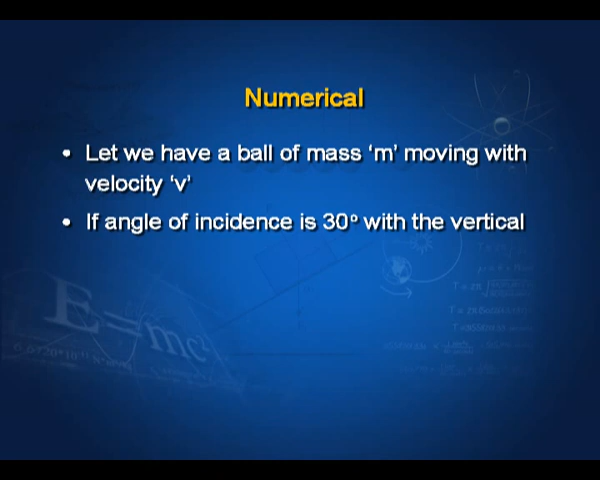 Numerical
• Let we have a ball of mass ‘m’ moving with
velocity ‘v’
• If angle of incidence is 30° with the vertical
E=mc²